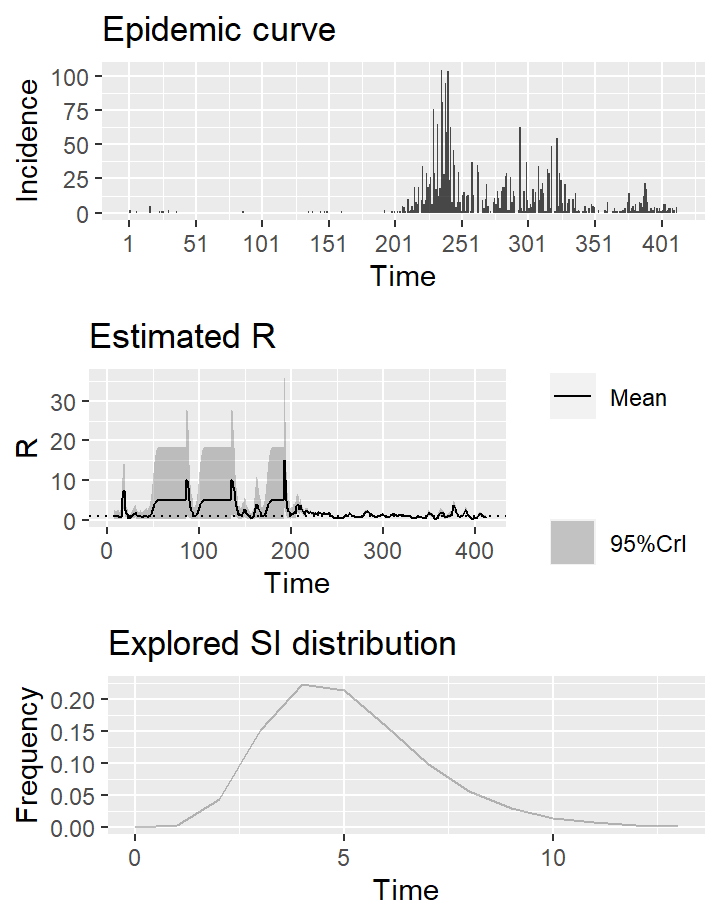 Epidemic curve
Incidence
100
75
50
25
0
1 51 101 151 201 251 301 351 401
Time
Estimated R
R
30
20
10
0
0 100 200 300 400
Time
Mean
95%CrI
Explored SI distribution
Frequency
0.20
0.15
0.10
0.05
0.00
0 5 10
Time